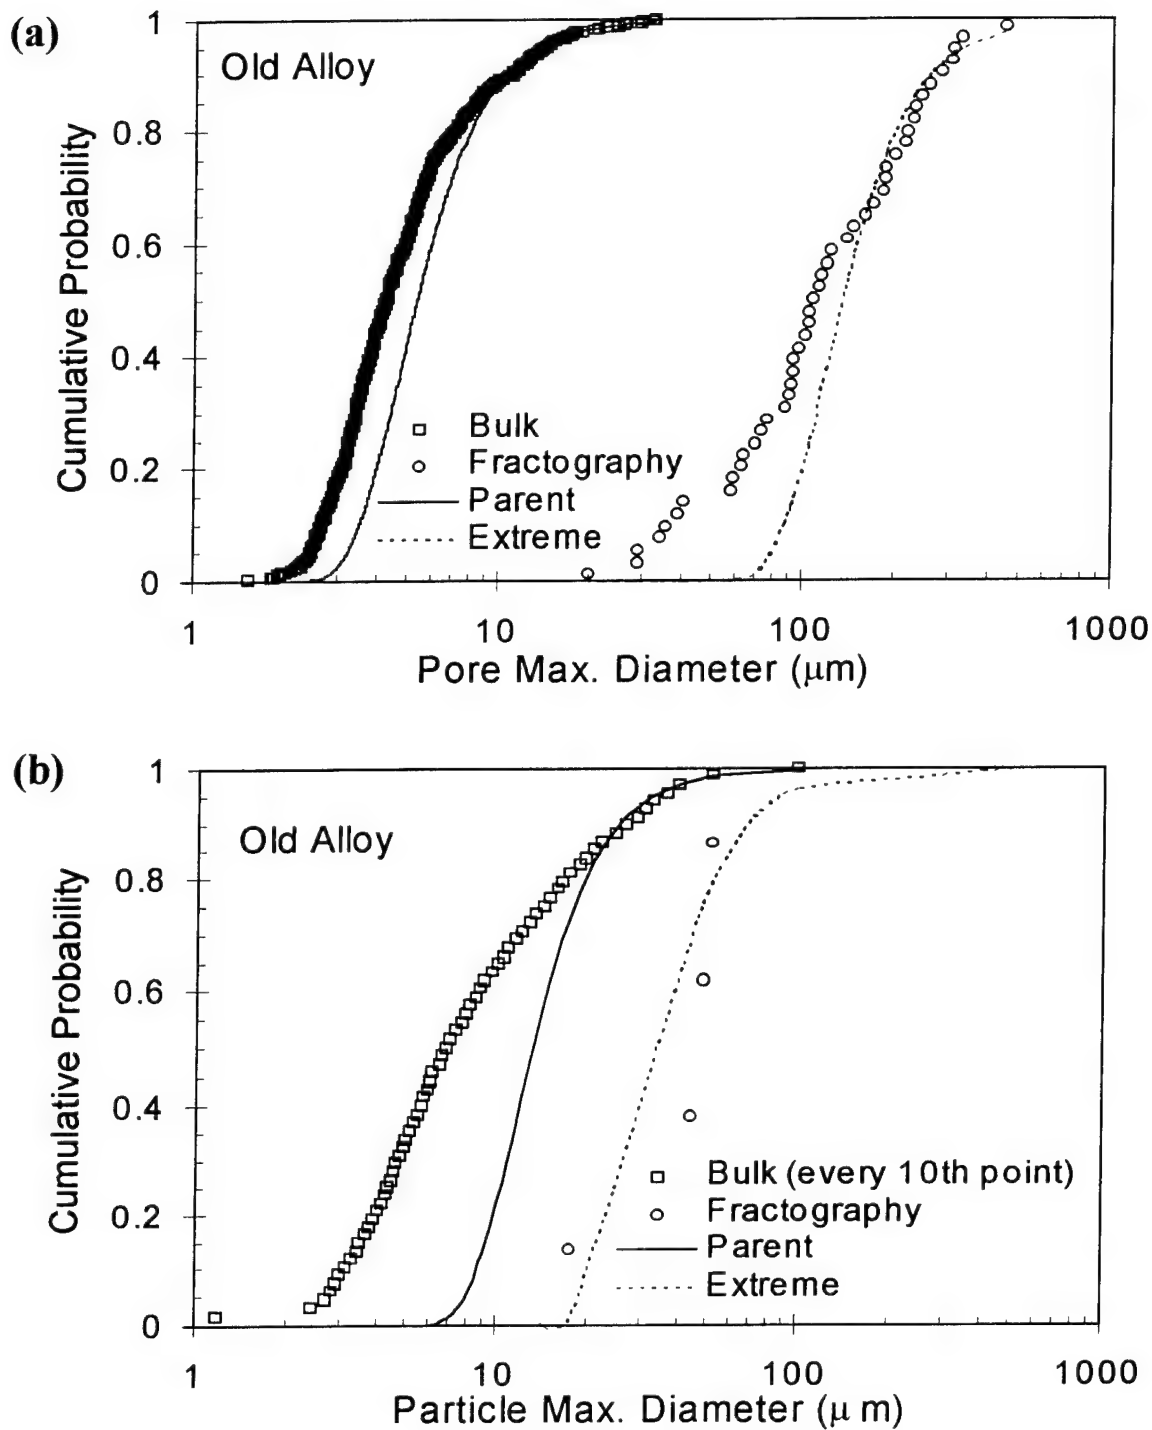 (a)
Old Alloy
Cumulative Probability
1
0.8
0.6
0.4
0.2
0
Bulk
Fractography
Parent
Extreme
1 10 100 1000
Pore Max. Diameter (μm)
(b)
Old Alloy
Cumulative Probability
1
0.8
0.6
0.4
0.2
0
Bulk (every 10th point)
Fractography
Parent
Extreme
1 10 100 1000
Particle Max. Diameter (μ m)